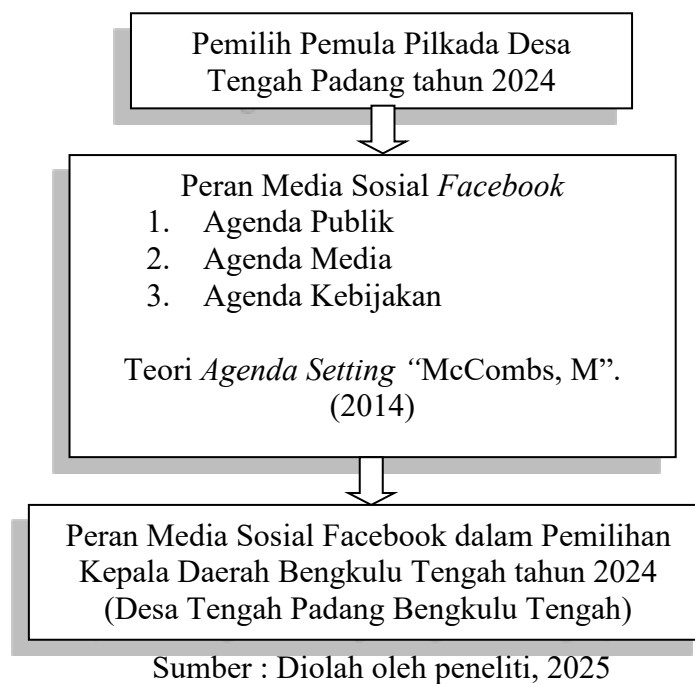 Pemilih Pemula Pilkada Desa
Tengah Padang tahun 2024
Peran Media Sosial Facebook
1. Agenda Publik
2. Agenda Media
3. Agenda Kebijakan
Teori Agenda Setting “McCombs, M”.
(2014)
Peran Media Sosial Facebook dalam Pemilihan
Kepala Daerah Bengkulu Tengah tahun 2024
(Desa Tengah Padang Bengkulu Tengah)
Sumber : Diolah oleh peneliti, 2025